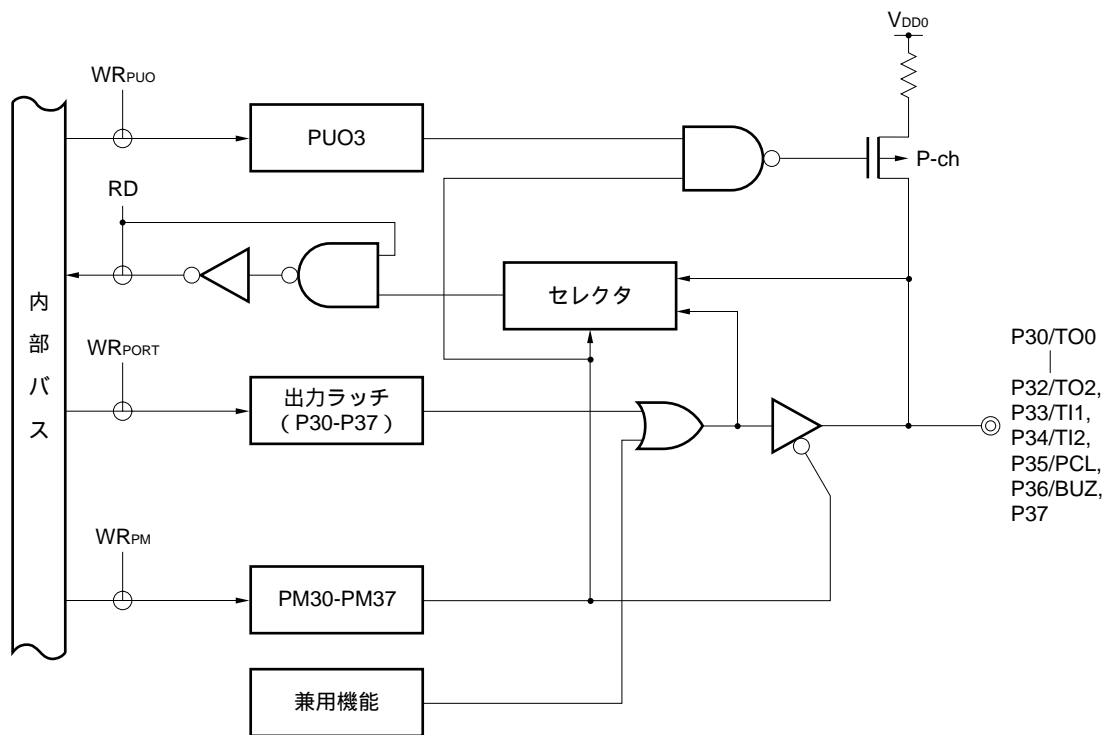 VDD0
WRPUO
PUO3
P-ch
RD
セレクタ
内部バス
WRPORT
出力ラッチ
(P30-P37)
P30/TO0
P32/TO2,
P33/TI1,
P34/TI2,
P35/PCL,
P36/BUZ,
P37
WRPM
PM30-PM37
兼用機能